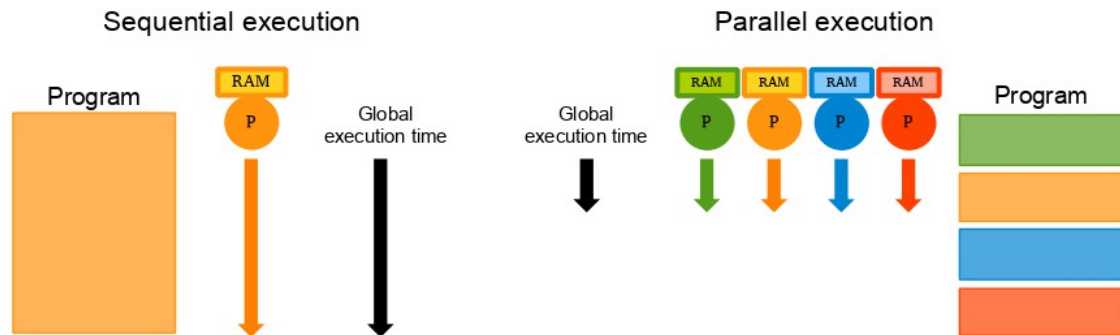 Sequential execution
Parallel execution
Program
RAM
P
Global
execution time
Global
execution time
RAM
RAM
RAM
RAM
P
P
P
P
Program